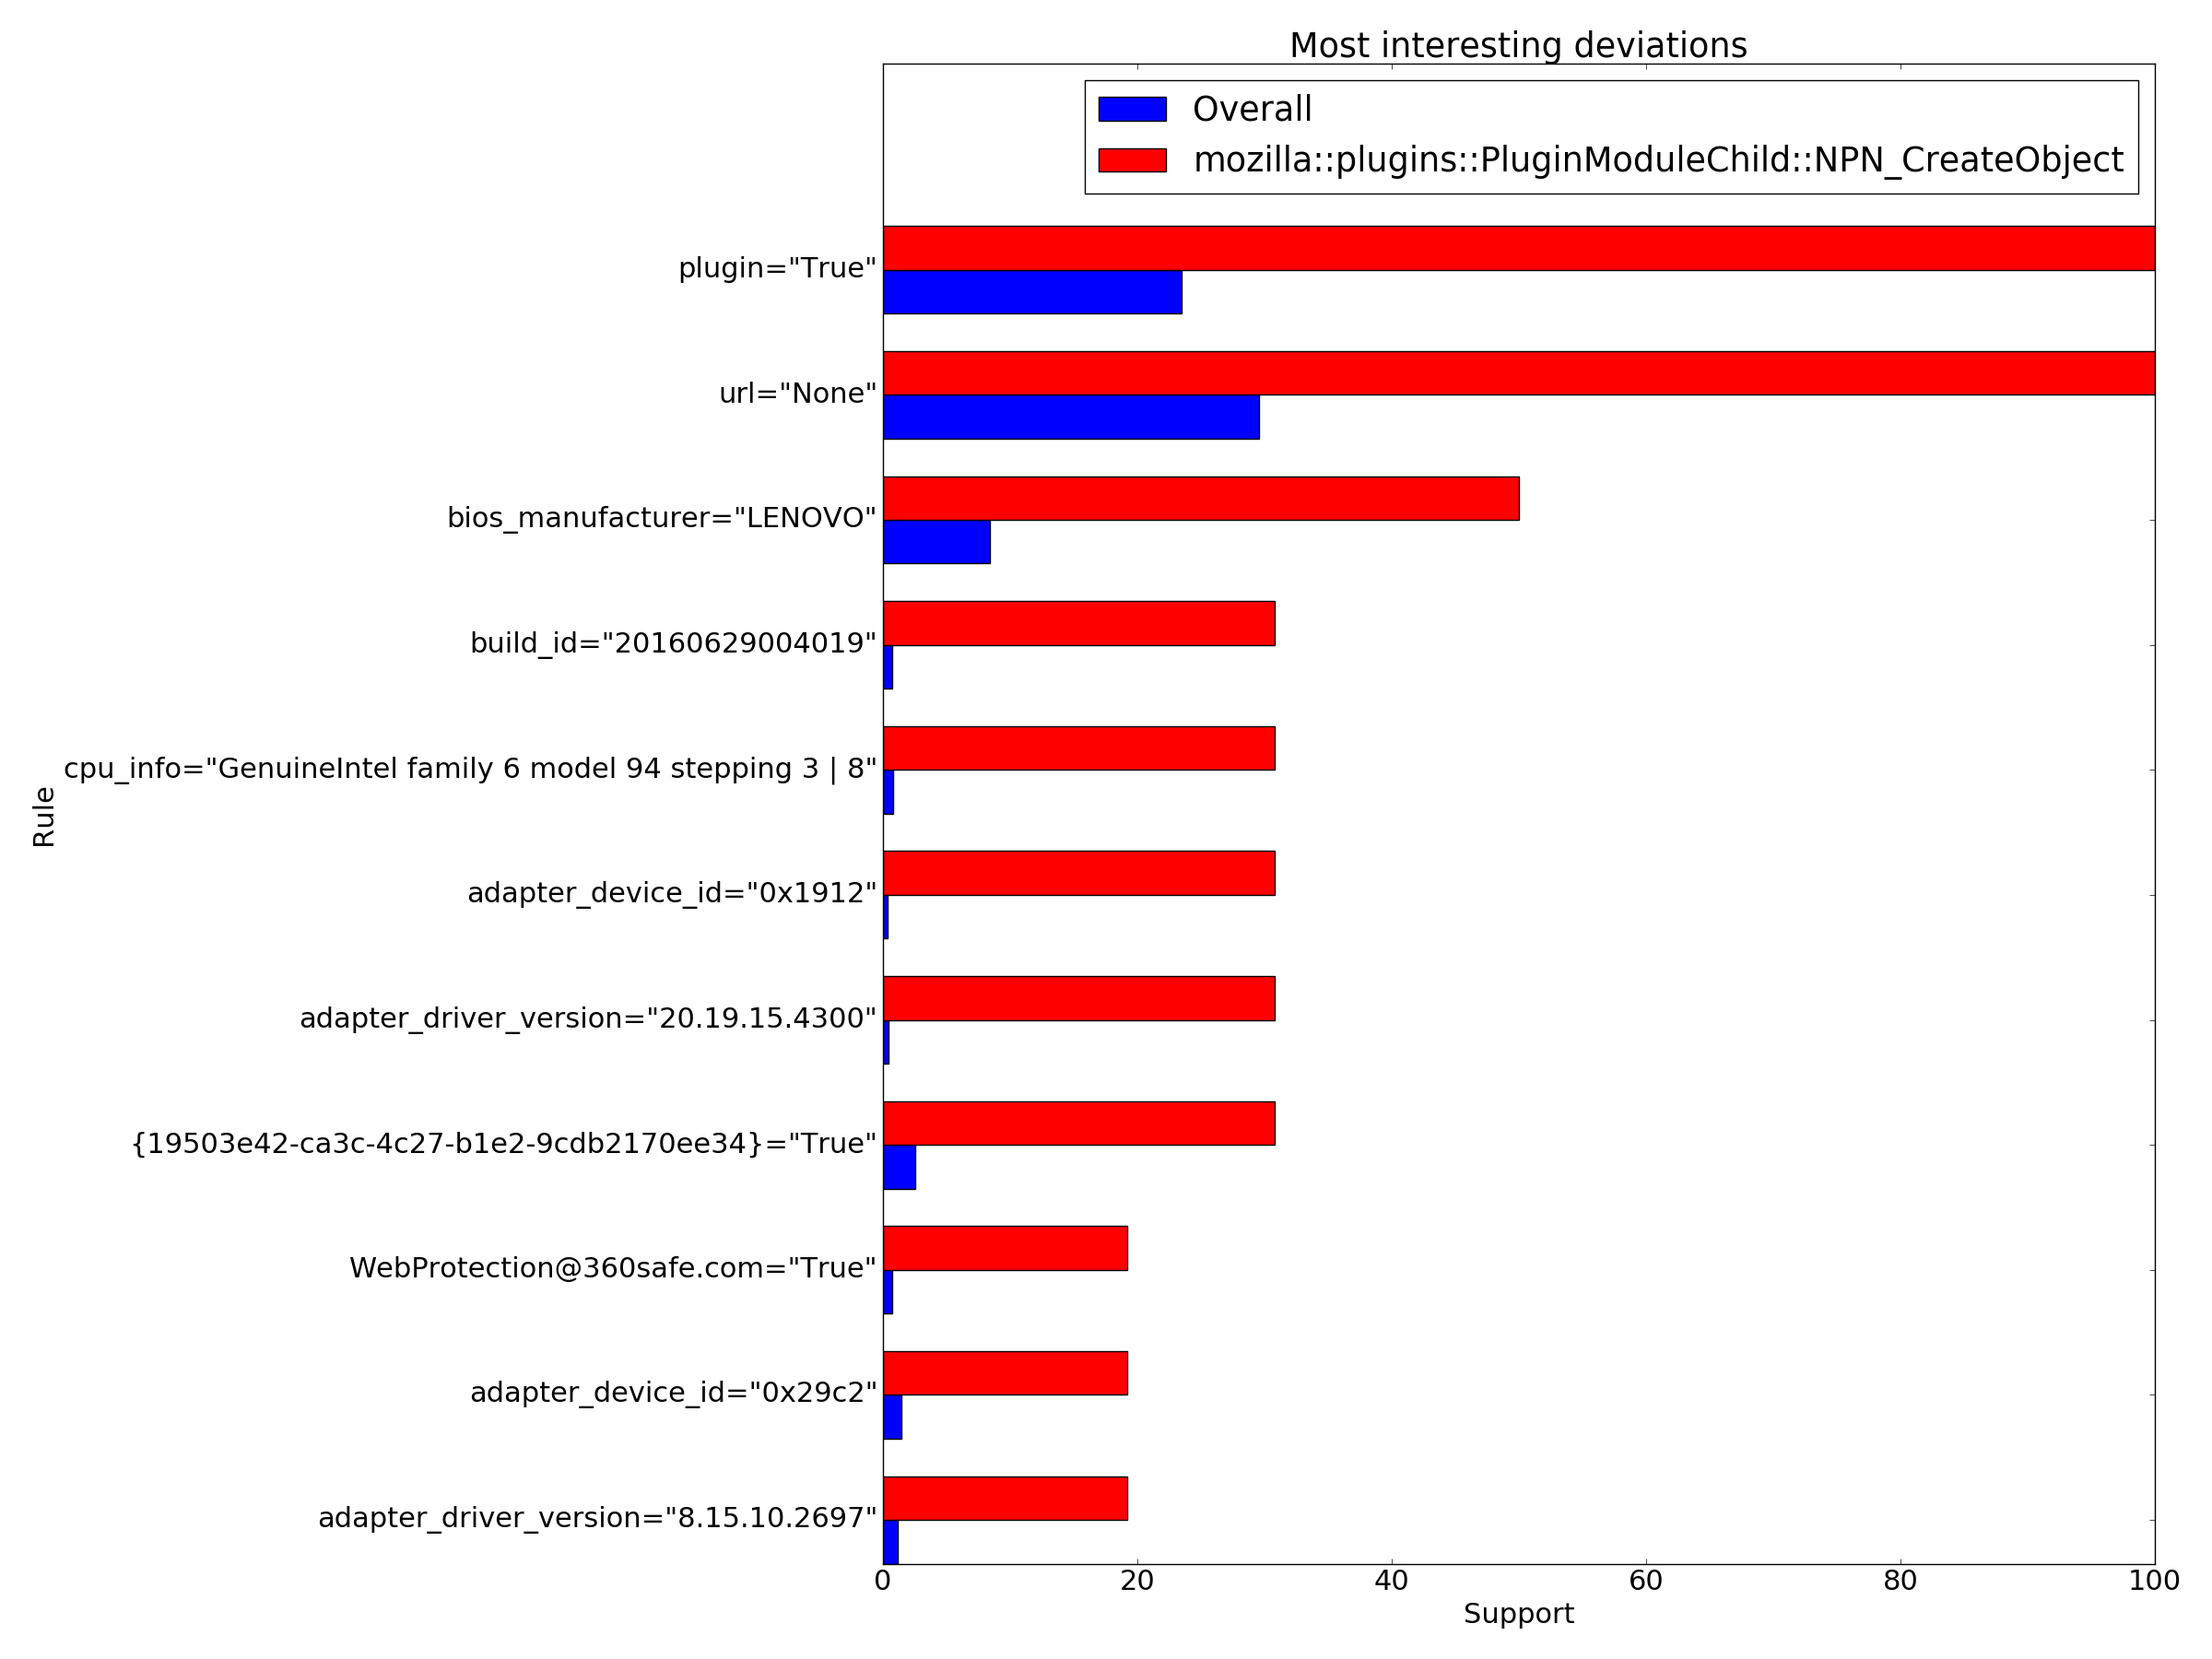 Most interesting deviations
Overall
mozilla::plugins::PluginModuleChild::NPN_CreateObject
plugin="True"
url="None"
bios_manufacturer="LENOVO"
build_id="20160629004019"
cpu_info="GenuineIntel family 6 model 94 stepping 3 | 8"
adapter_device_id="0x1912"
adapter_driver_version="20.19.15.4300"
{19503e42-ca3c-4c27-b1e2-9cdb2170ee34}="True"
WebProtection@360safe.com="True"
adapter_device_id="0x29c2"
adapter_driver_version="8.15.10.2697"
Rule
0 20 40 60 80 100
Support